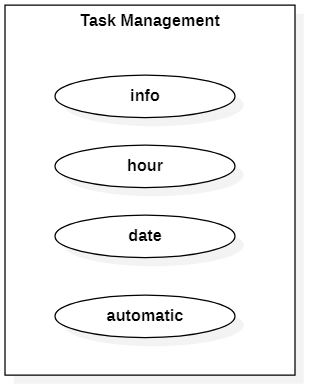 Task Management
info
hour
date
automatic